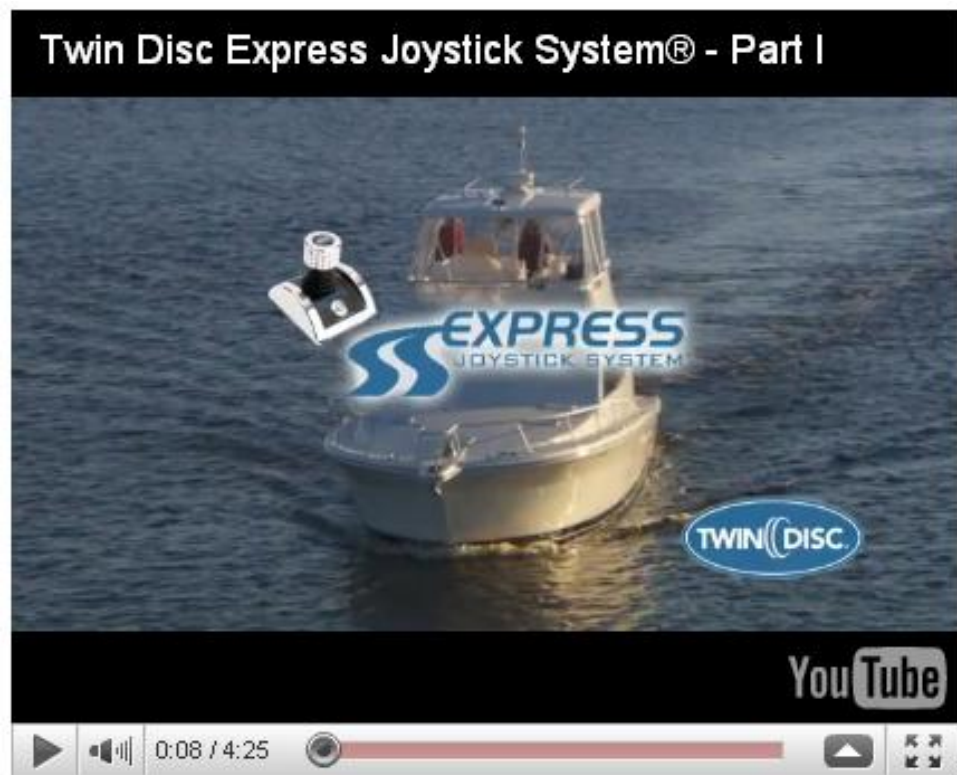 Twin Disc Express Joystick System® - Part I
EXPRESS
JOYSTICK SYSTEM
TWIN DISC.
YouTube
0:08 / 4:25